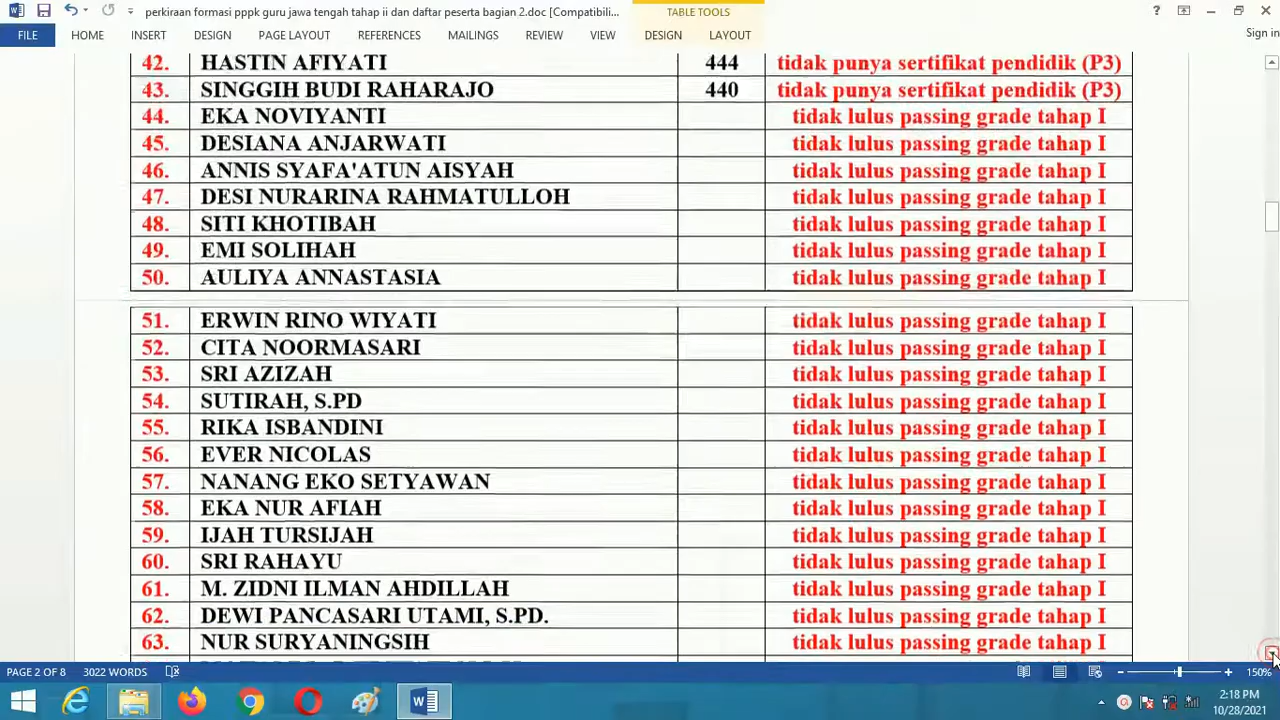 perkiraan formasi pppk guru jawa tengah tahap ii dan daftar peserta bagian 2.doc [Compatibili...
TABLE TOOLS
FILE HOME INSERT DESIGN PAGE LAYOUT REFERENCES MAILINGS REVIEW VIEW DESIGN LAYOUT Sign in
42. HASTIN AFIYATI 444 tidak punya sertifikat pendidik (P3)
43. SINGGIH BUDI RAHARAJO 440 tidak punya sertifikat pendidik (P3)
44. EKA NOVIYANTI tidak lulus passing grade tahap I
45. DESIANA ANJARWATI tidak lulus passing grade tahap I
46. ANNIS SYAFA'ATUN AISYAH tidak lulus passing grade tahap I
47. DESI NURARINA RAHMATULLOH tidak lulus passing grade tahap I
48. SITI KHOTIBAH tidak lulus passing grade tahap I
49. EMI SOLIHAH tidak lulus passing grade tahap I
50. AULIYA ANNASTASIA tidak lulus passing grade tahap I
51. ERWIN RINO WIYATI tidak lulus passing grade tahap I
52. CITA NOORMASARI tidak lulus passing grade tahap I
53. SRI AZIZAH tidak lulus passing grade tahap I
54. SUTIRAH, S.PD tidak lulus passing grade tahap I
55. RIKA ISBANDINI tidak lulus passing grade tahap I
56. EVER NICOLAS tidak lulus passing grade tahap I
57. NANANG EKO SETYAWAN tidak lulus passing grade tahap I
58. EKA NUR AFIAH tidak lulus passing grade tahap I
59. IJAH TURSIJAH tidak lulus passing grade tahap I
60. SRI RAHAYU tidak lulus passing grade tahap I
61. M. ZIDNI ILMAN AHDILLAH tidak lulus passing grade tahap I
62. DEWI PANCASARI UTAMI, S.PD. tidak lulus passing grade tahap I
63. NUR SURYANINGSIH tidak lulus passing grade tahap I
PAGE 2 OF 8 3022 WORDS 150%
2:18 PM
10/28/2021